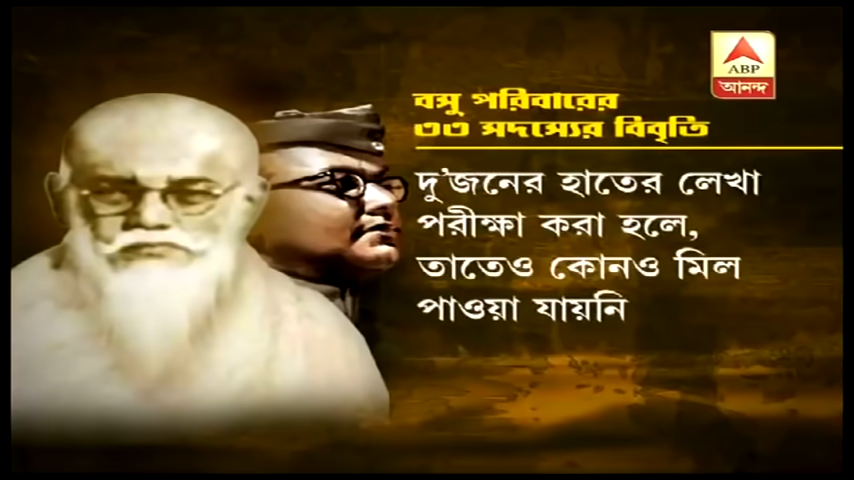 ABP
আনন্দ
বসু পরিবারের
৩৩ সদস্যের বিবৃতি
দু'জনের হাতের লেখা
পরীক্ষা করা হলে,
তাতেও কোনও মিল
পাওয়া যায়নি